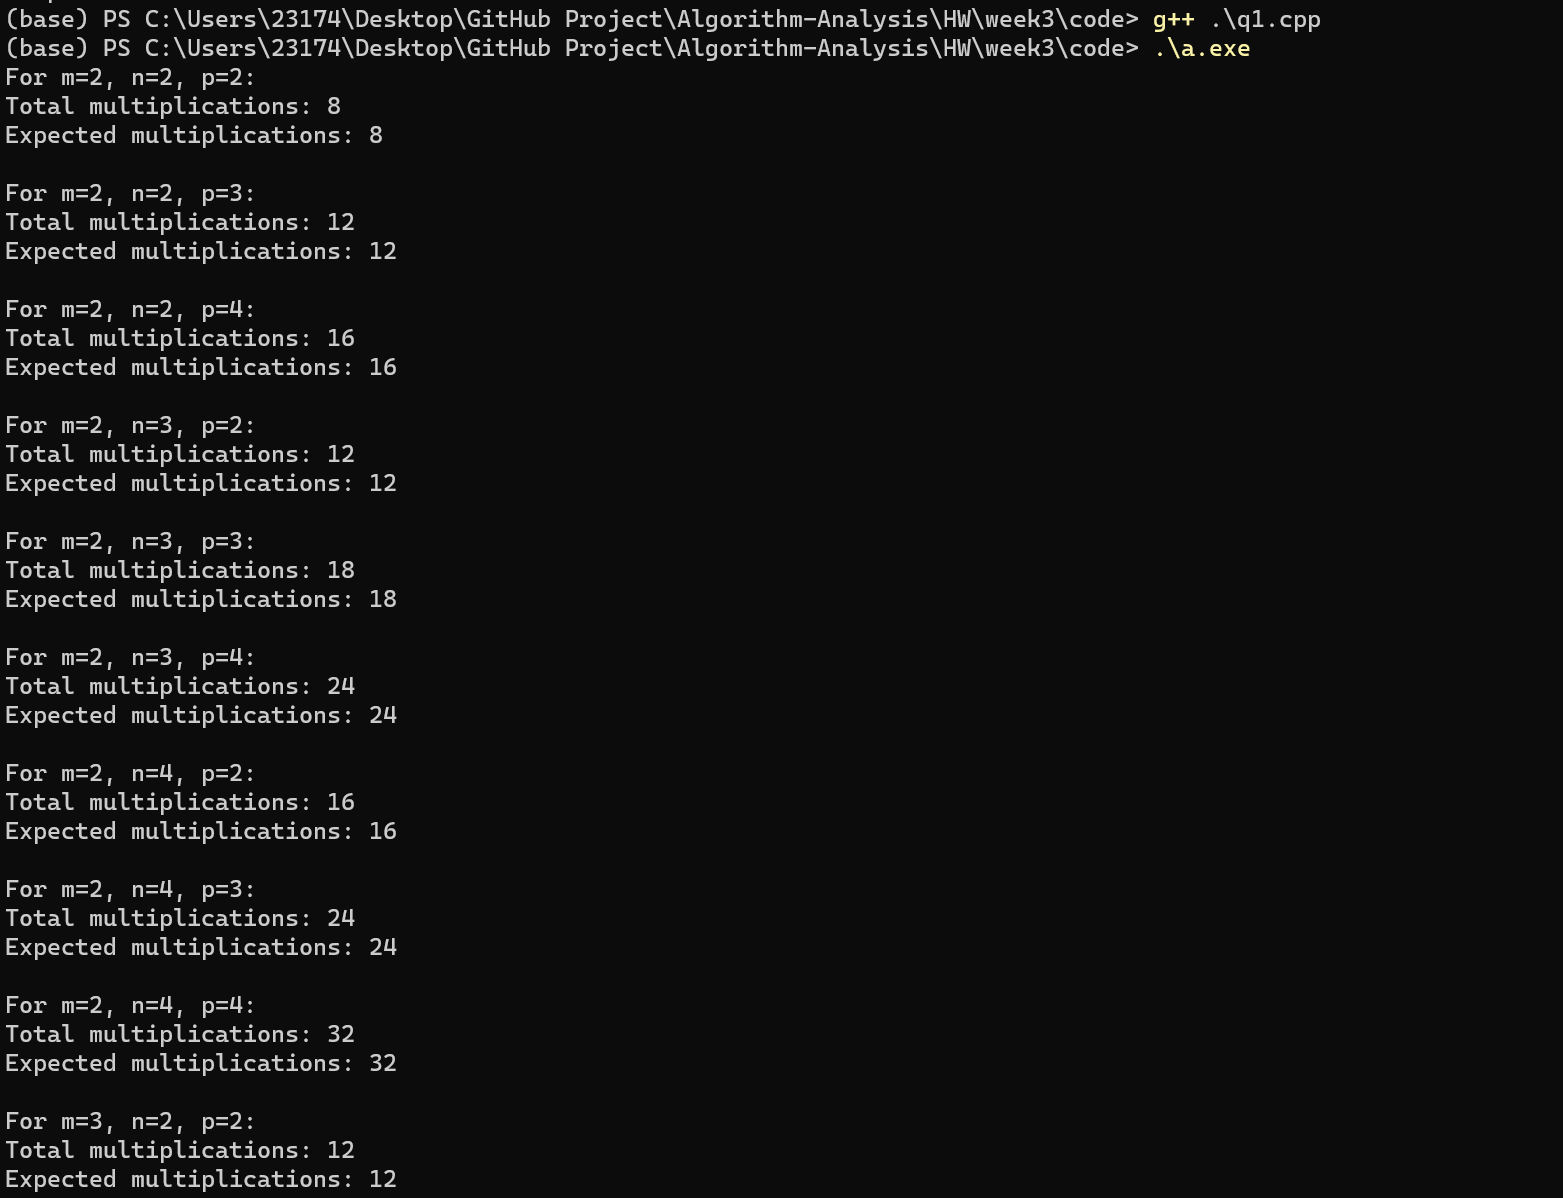 (base) PS C:\Users\23174\Desktop\GitHub Project\Algorithm-Analysis\HW\week3\code> g++ .\q1.cpp
(base) PS C:\Users\23174\Desktop\GitHub Project\Algorithm-Analysis\HW\week3\code> .\a.exe
For m=2, n=2, p=2:
Total multiplications: 8
Expected multiplications: 8

For m=2, n=2, p=3:
Total multiplications: 12
Expected multiplications: 12

For m=2, n=2, p=4:
Total multiplications: 16
Expected multiplications: 16

For m=2, n=3, p=2:
Total multiplications: 12
Expected multiplications: 12

For m=2, n=3, p=3:
Total multiplications: 18
Expected multiplications: 18

For m=2, n=3, p=4:
Total multiplications: 24
Expected multiplications: 24

For m=2, n=4, p=2:
Total multiplications: 16
Expected multiplications: 16

For m=2, n=4, p=3:
Total multiplications: 24
Expected multiplications: 24

For m=2, n=4, p=4:
Total multiplications: 32
Expected multiplications: 32

For m=3, n=2, p=2:
Total multiplications: 12
Expected multiplications: 12